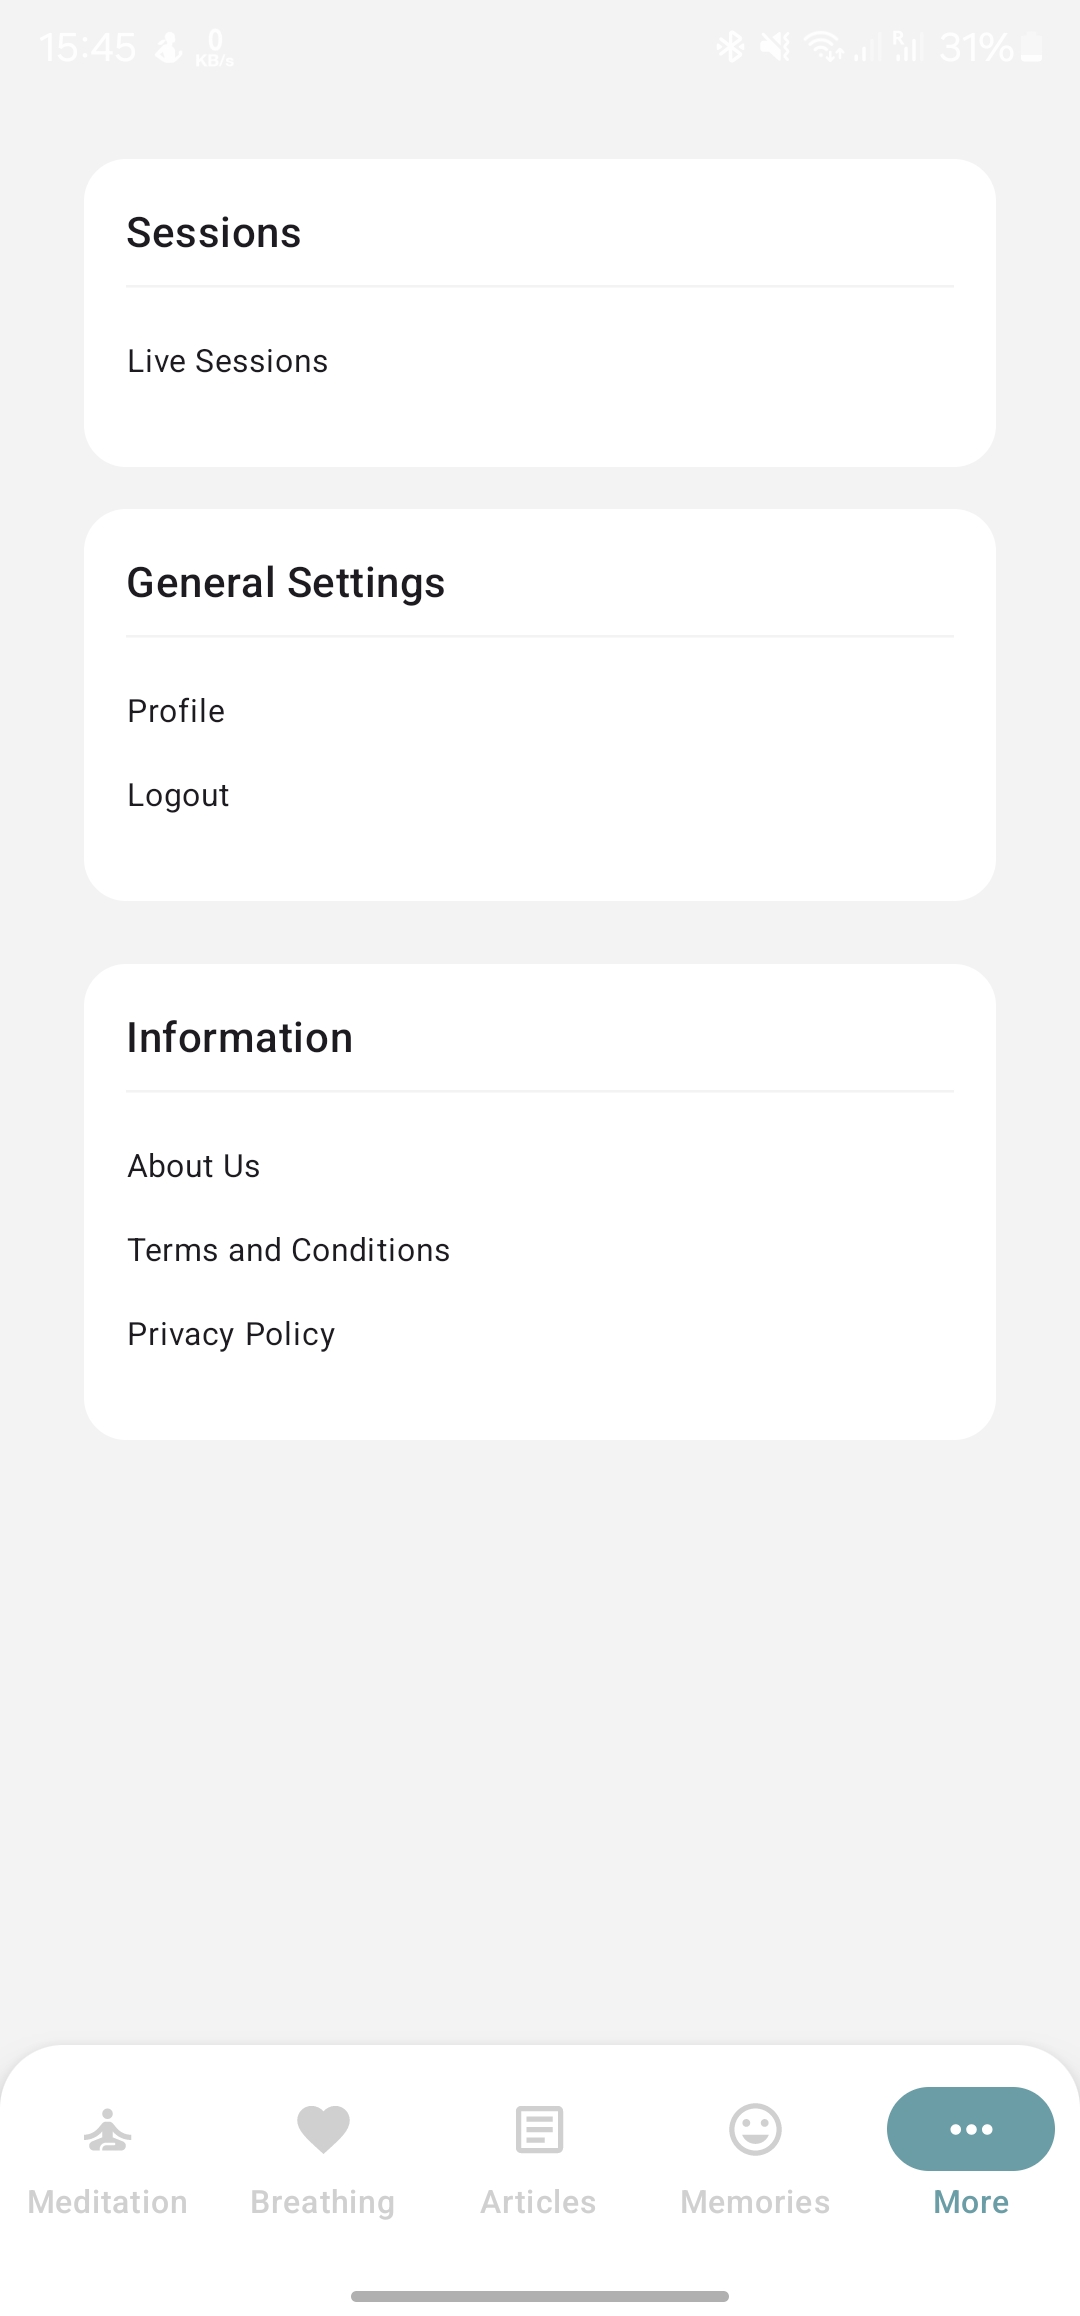 15:45 0 KB/s R 31%
Sessions
Live Sessions
General Settings
Profile
Logout
Information
About Us
Terms and Conditions
Privacy Policy
Meditation Breathing Articles Memories More